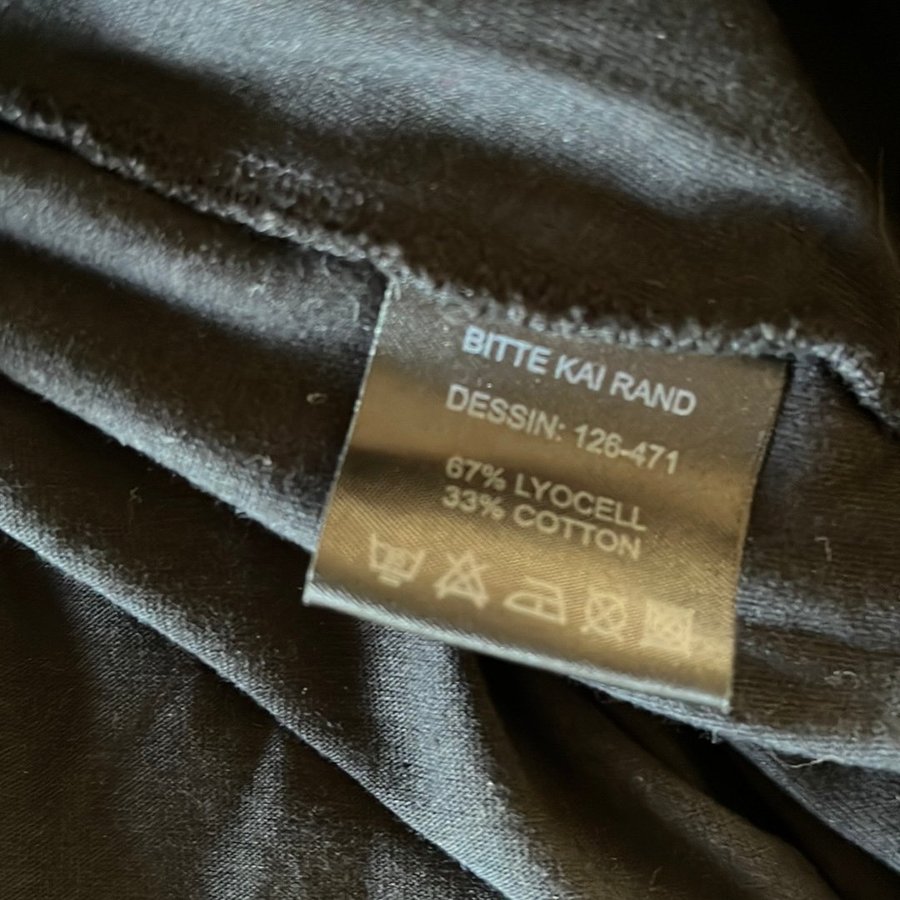 BITTE KAI RAND
DESSIN: 126-471
67% LYOCELL
33% COTTON